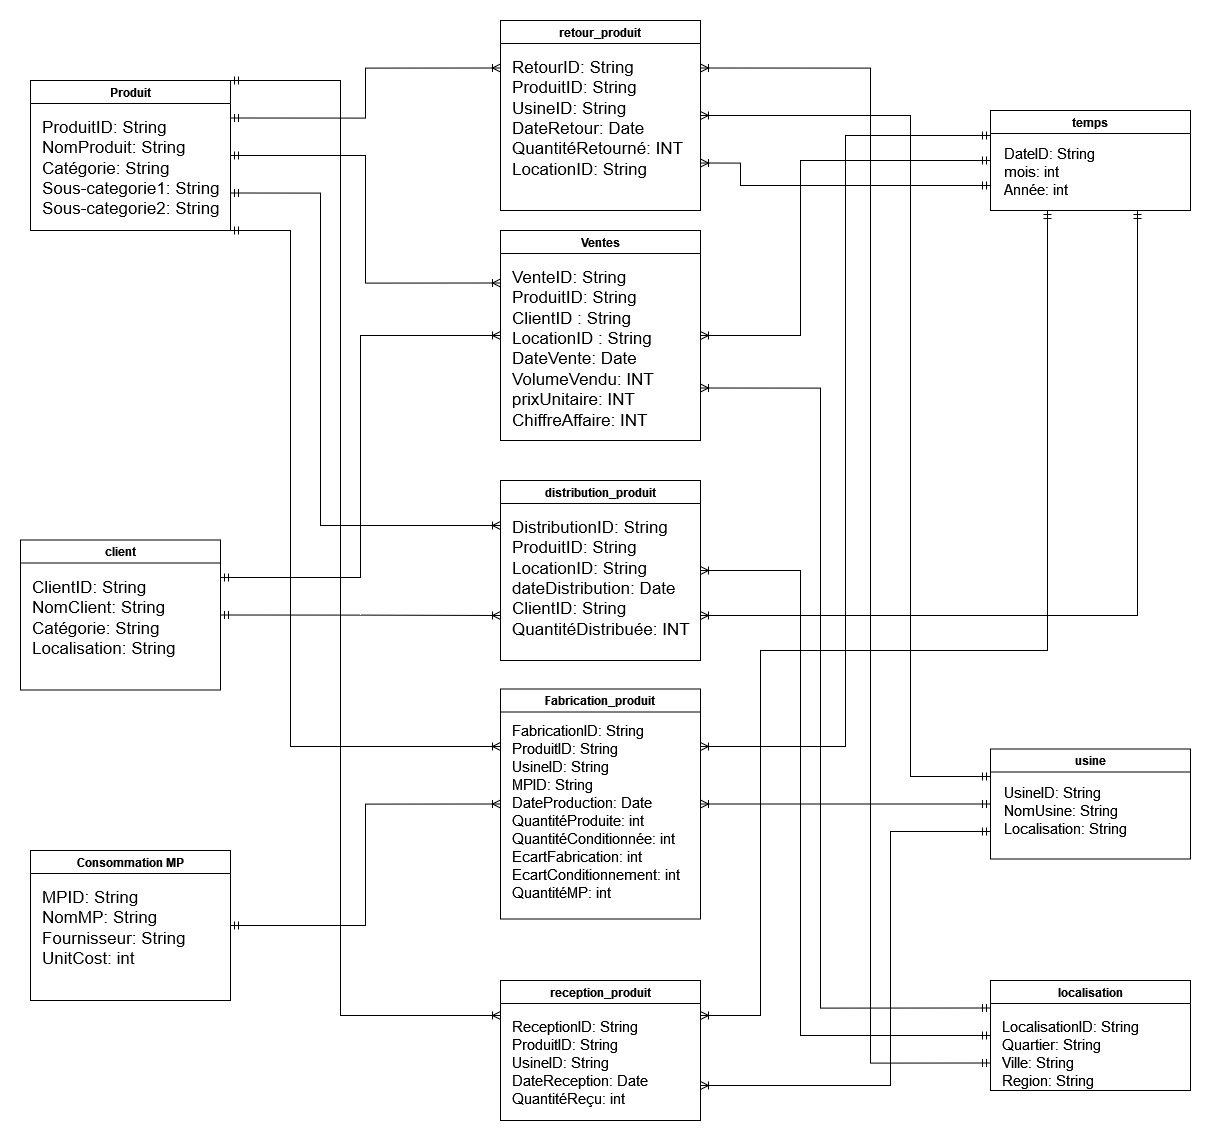 retour_produit
RetourID: String
ProduitID: String
UsineID: String
DateRetour: Date
QuantitéRetourné: INT
LocationID: String
Produit
ProduitID: String
NomProduit: String
Catégorie: String
Sous-categorie1: String
Sous-categorie2: String
temps
DateID: String
mois: int
Année: int
Ventes
VenteID: String
ProduitID: String
ClientID : String
LocationID : String
DateVente: Date
VolumeVendu: INT
prixUnitaire: INT
ChiffreAffaire: INT
distribution_produit
DistributionID: String
ProduitID: String
LocationID: String
dateDistribution: Date
ClientID: String
QuantitéDistribuée: INT
client
ClientID: String
NomClient: String
Catégorie: String
Localisation: String
Fabrication_produit
FabricationID: String
ProduitID: String
UsineID: String
MPID: String
DateProduction: Date
QuantitéProduite: int
QuantitéConditionnée: int
EcartFabrication: int
EcartConditionnement: int
QuantitéMP: int
usine
UsineID: String
NomUsine: String
Localisation: String
Consommation MP
MPID: String
NomMP: String
Fournisseur: String
UnitCost: int
reception_produit
ReceptionID: String
ProduitID: String
UsineID: String
DateReception: Date
QuantitéReçu: int
localisation
LocalisationID: String
Quartier: String
Ville: String
Region: String